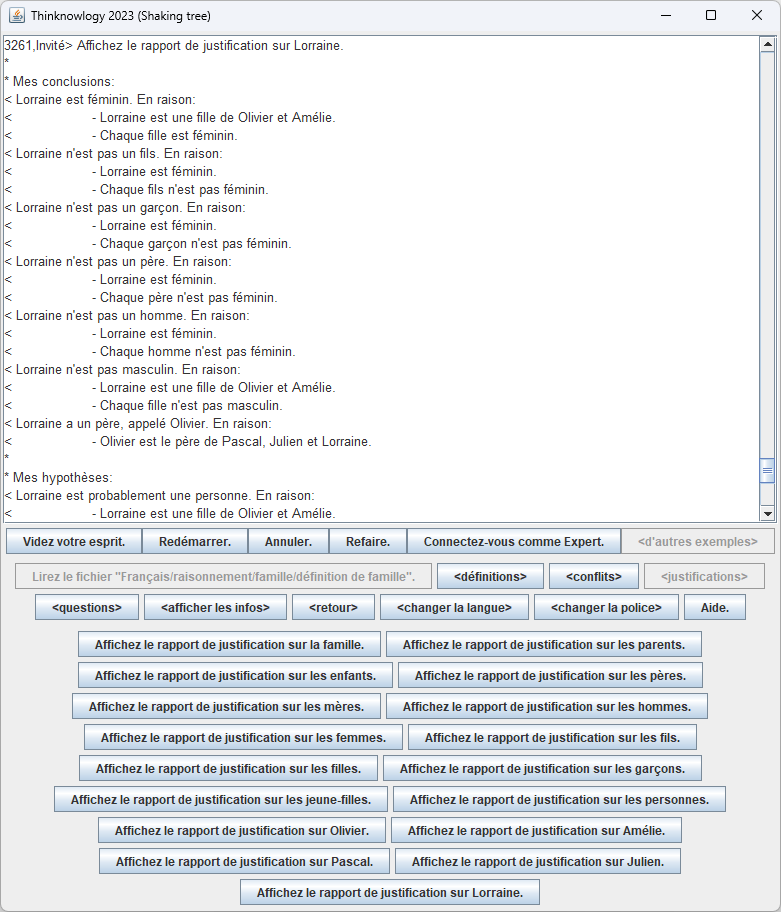 Thinknowlogy 2023 (Shaking tree)
3261,Invité> Affichez le rapport de justification sur Lorraine.
*
* Mes conclusions:
< Lorraine est féminin. En raison:
< - Lorraine est une fille de Olivier et Amélie.
< - Chaque fille est féminin.
< Lorraine n'est pas un fils. En raison:
< - Lorraine est féminin.
< - Chaque fils n'est pas féminin.
< Lorraine n'est pas un garçon. En raison:
< - Lorraine est féminin.
< - Chaque garçon n'est pas féminin.
< Lorraine n'est pas un père. En raison:
< - Lorraine est féminin.
< - Chaque père n'est pas féminin.
< Lorraine n'est pas un homme. En raison:
< - Lorraine est féminin.
< - Chaque homme n'est pas féminin.
< Lorraine n'est pas masculin. En raison:
< - Lorraine est une fille de Olivier et Amélie.
< - Chaque fille n'est pas masculin.
< Lorraine a un père, appelé Olivier. En raison:
< - Olivier est le père de Pascal, Julien et Lorraine.
*
* Mes hypothèses:
< Lorraine est probablement une personne. En raison:
< - Lorraine est une fille de Olivier et Amélie.
Videz votre esprit. Redémarrer. Annuler. Refaire. Connectez-vous comme Expert. <d'autres exemples>
Lirez le fichier "Français/raisonnement/famille/définition de famille". <définitions> <conflits> <justifications>
<questions> <afficher les infos> <retour> <changer la langue> <changer la police> Aide.
Affichez le rapport de justification sur la famille. Affichez le rapport de justification sur les parents.
Affichez le rapport de justification sur les enfants. Affichez le rapport de justification sur les pères.
Affichez le rapport de justification sur les mères. Affichez le rapport de justification sur les hommes.
Affichez le rapport de justification sur les femmes. Affichez le rapport de justification sur les fils.
Affichez le rapport de justification sur les filles. Affichez le rapport de justification sur les garçons.
Affichez le rapport de justification sur les jeune-filles. Affichez le rapport de justification sur les personnes.
Affichez le rapport de justification sur Olivier. Affichez le rapport de justification sur Amélie.
Affichez le rapport de justification sur Pascal. Affichez le rapport de justification sur Julien.
Affichez le rapport de justification sur Lorraine.